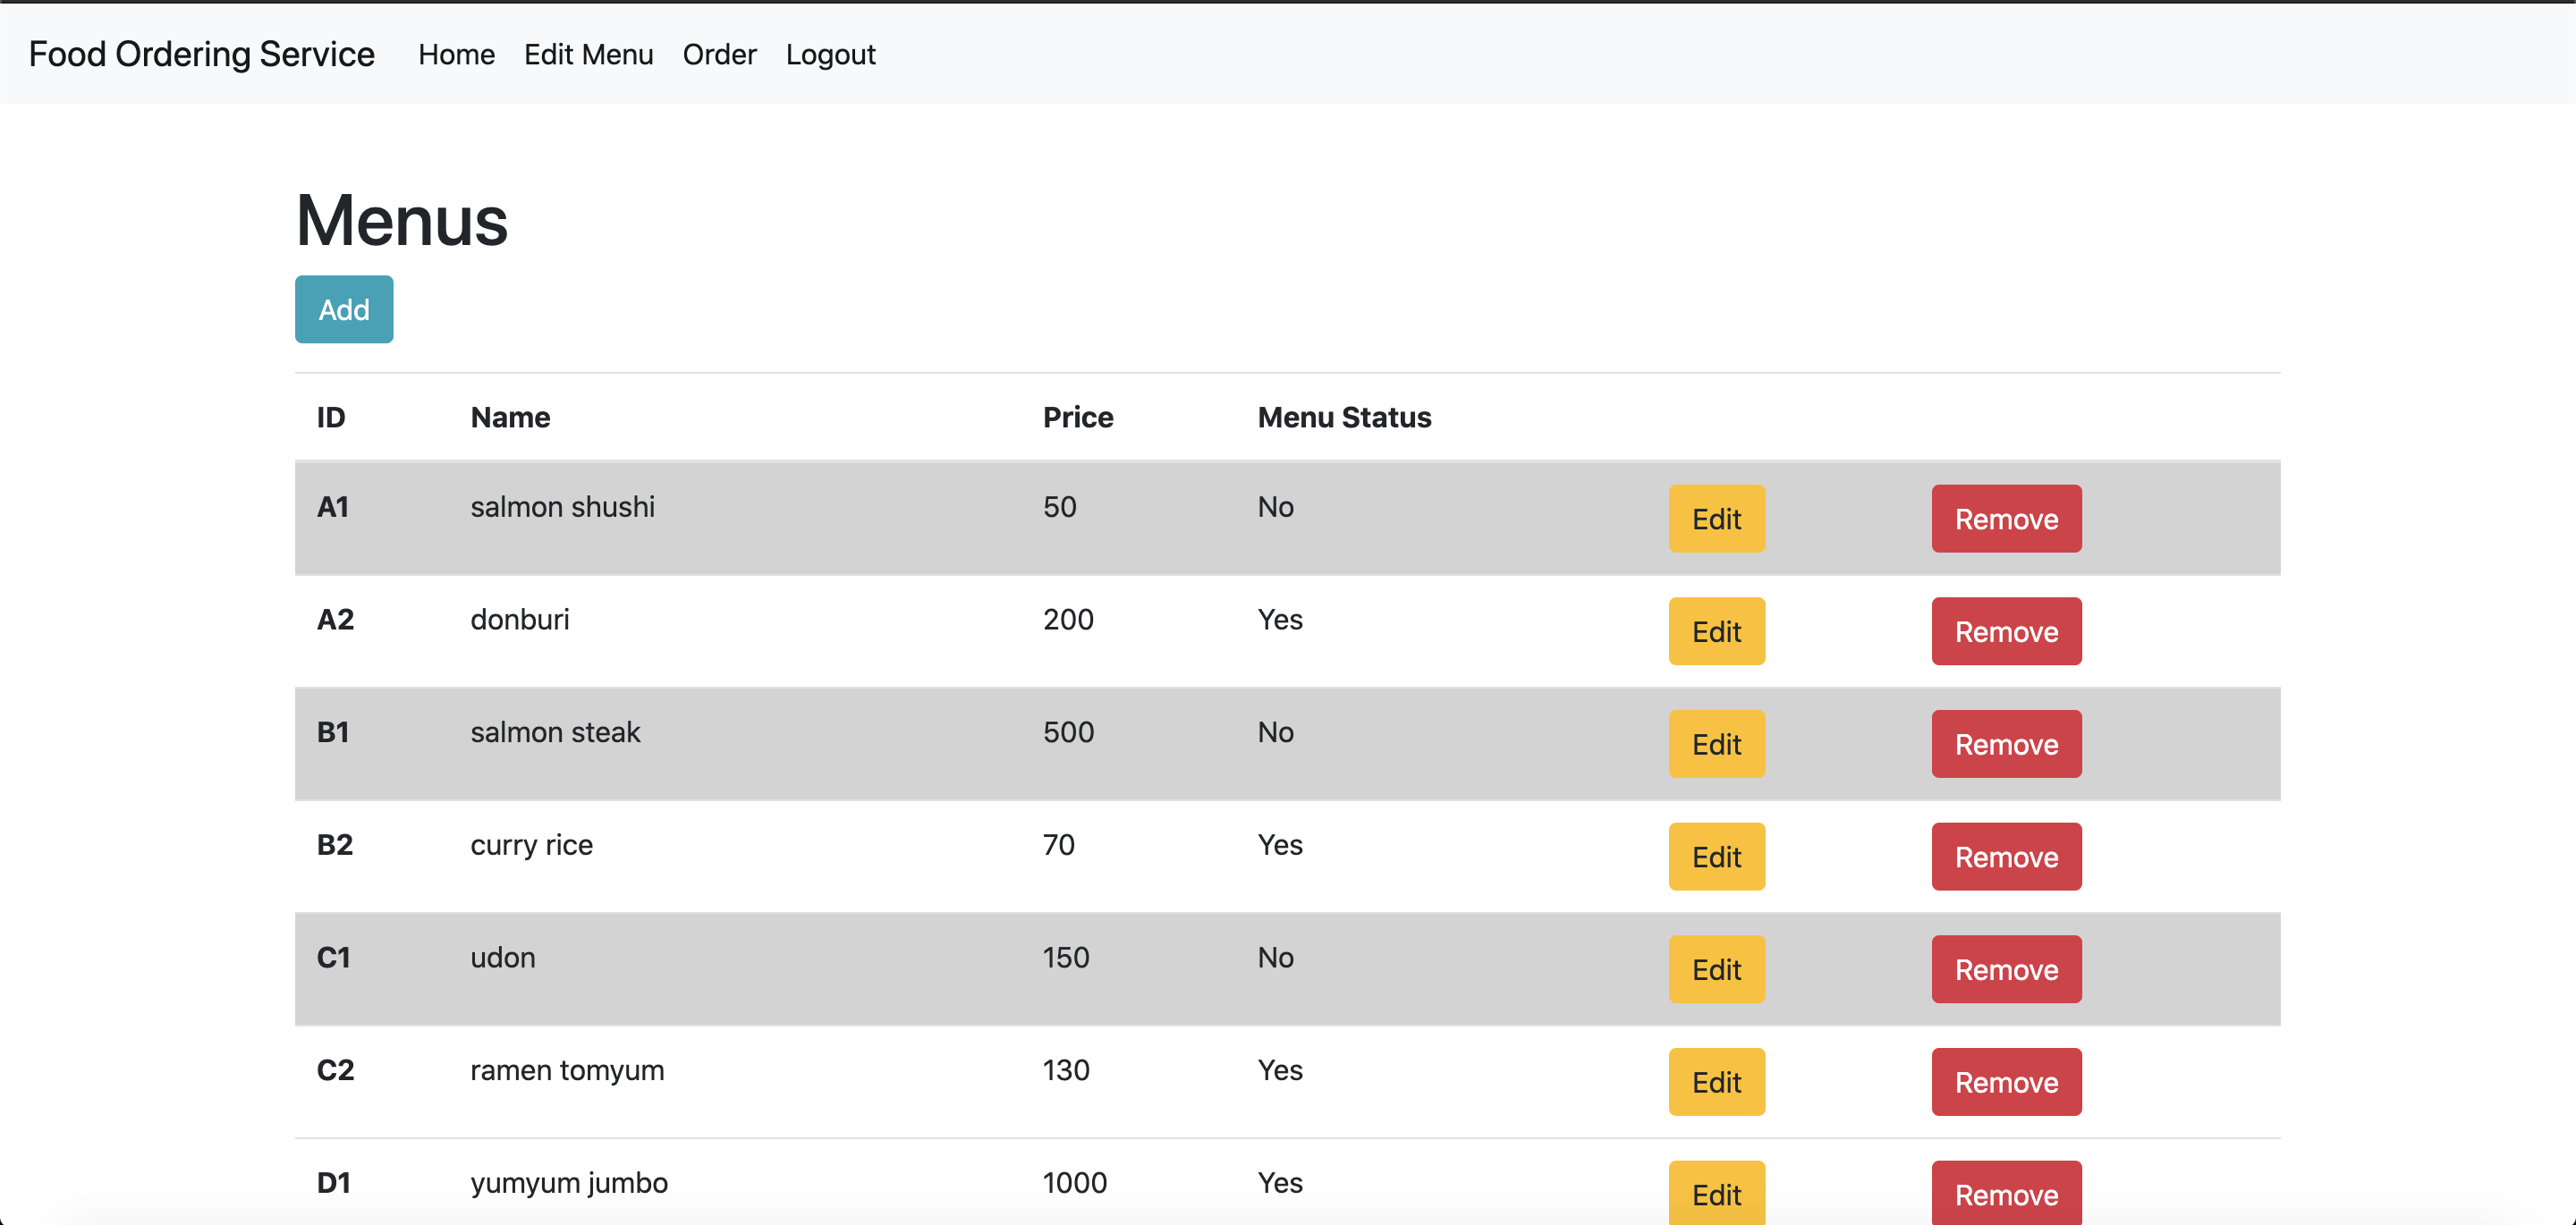 Food Ordering Service Home Edit Menu Order Logout
Menus
Add
ID Name Price Menu Status
A1 salmon shushi 50 No Edit Remove
A2 donburi 200 Yes Edit Remove
B1 salmon steak 500 No Edit Remove
B2 curry rice 70 Yes Edit Remove
C1 udon 150 No Edit Remove
C2 ramen tomyum 130 Yes Edit Remove
D1 yumyum jumbo 1000 Yes Edit Remove